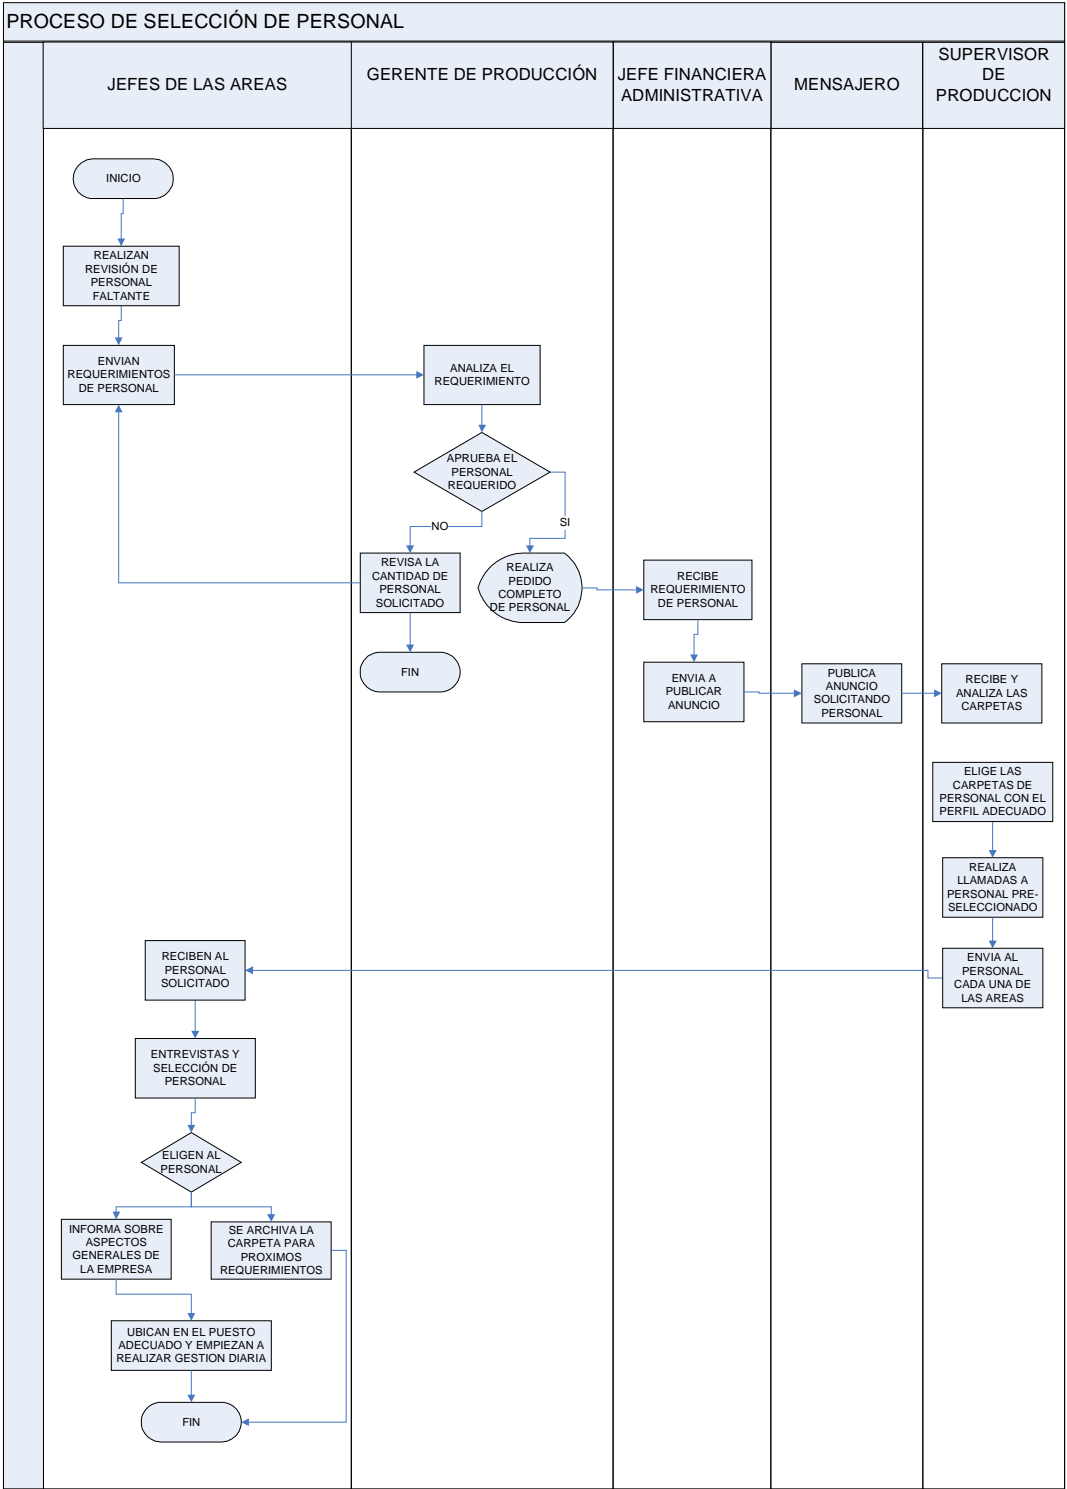 PROCESO DE SELECCIÓN DE PERSONAL
JEFES DE LAS AREAS
GERENTE DE PRODUCCIÓN
JEFE FINANCIERA
ADMINISTRATIVA
MENSAJERO
SUPERVISOR
DE
PRODUCCION
INICIO
REALIZAN
REVISIÓN DE
PERSONAL
FALTANTE
ENVIAN
REQUERIMIENTOS
DE PERSONAL
ANALIZA EL
REQUERIMIENTO
APRUEBA EL
PERSONAL
REQUERIDO
NO
SI
REVISA LA
CANTIDAD DE
PERSONAL
SOLICITADO
REALIZA
PEDIDO
COMPLETO
DE PERSONAL
RECIBE
REQUERIMIENTO
DE PERSONAL
FIN
ENVIA A
PUBLICAR
ANUNCIO
PUBLICA
ANUNCIO
SOLICITANDO
PERSONAL
RECIBE Y
ANALIZA LAS
CARPETAS
ELIGE LAS
CARPETAS DE
PERSONAL CON EL
PERFIL ADECUADO
REALIZA
LLAMADAS A
PERSONAL PRE-
SELECCIONADO
ENVIA AL
PERSONAL
CADA UNA DE
LAS AREAS
RECIBEN AL
PERSONAL
SOLICITADO
ENTREVISTAS Y
SELECCIÓN DE
PERSONAL
ELIGEN AL
PERSONAL
INFORMA SOBRE
ASPECTOS
GENERALES DE
LA EMPRESA
SE ARCHIVA LA
CARPETA PARA
PROXIMOS
REQUERIMIENTOS
UBICAN EN EL PUESTO
ADECUADO Y EMPIEZAN A
REALIZAR GESTION DIARIA
FIN